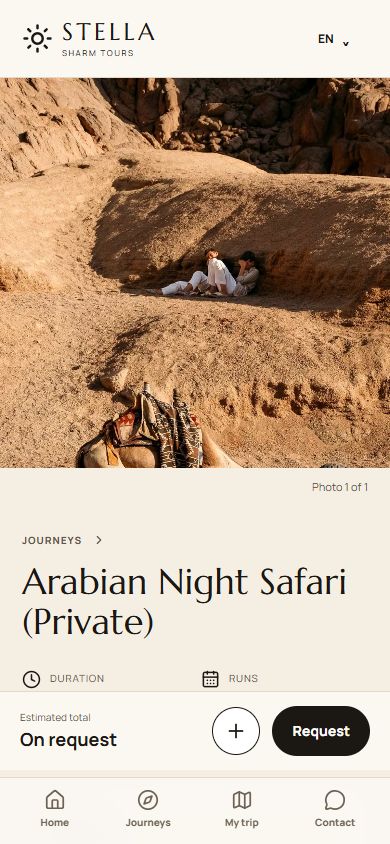 STELLA
SHARM TOURS
EN
Photo 1 of 1
JOURNEYS
Arabian Night Safari
(Private)
DURATION
RUNS
Estimated total
On request
Request
Home
Journeys
My trip
Contact